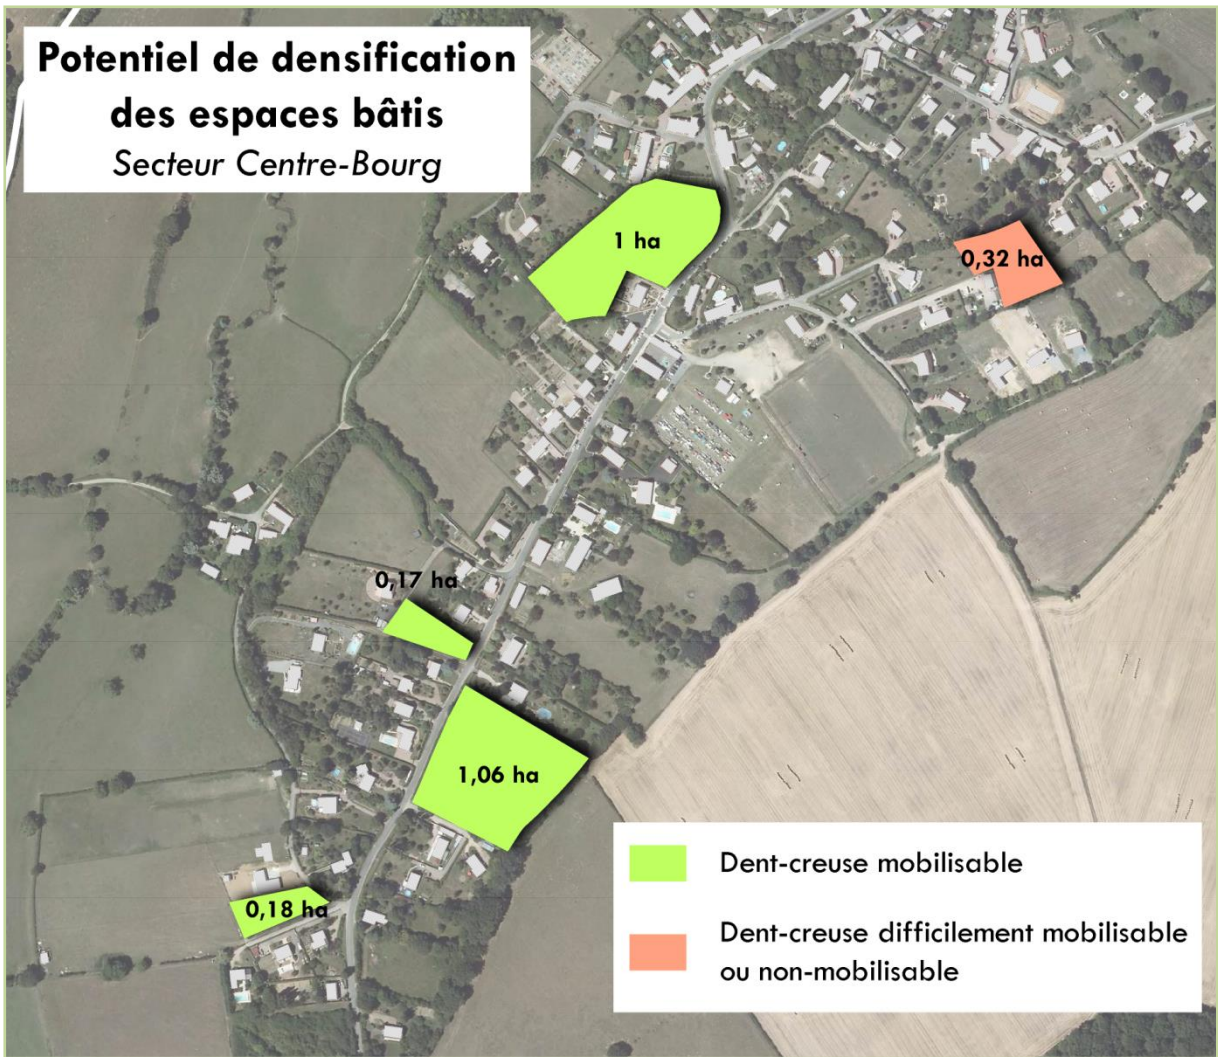 Potentiel de densification
des espaces bâtis
Secteur Centre-Bourg
1 ha
0,32 ha
0,17 ha
1,06 ha
0,18 ha
Dent-creuse mobilisable
Dent-creuse difficilement mobilisable
ou non-mobilisable